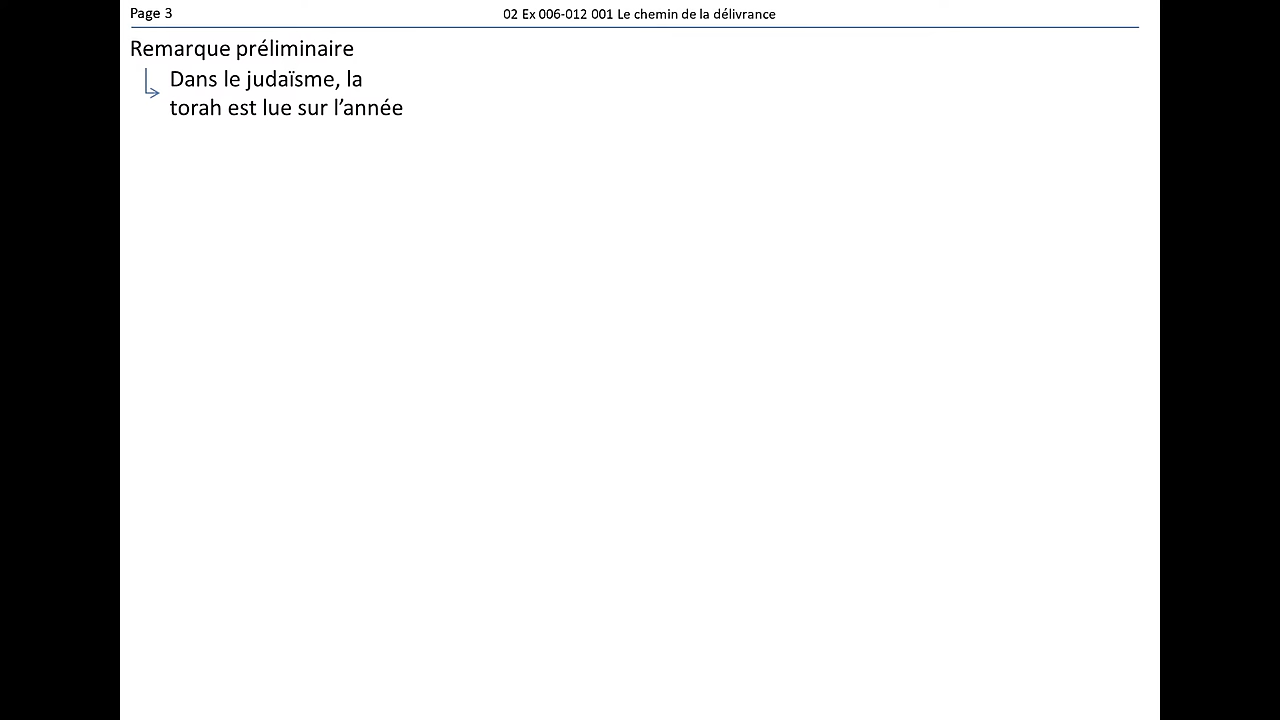 Page 3
02 Ex 006-012 001 Le chemin de la délivrance
Remarque préliminaire
Dans le judaïsme, la
torah est lue sur l’année